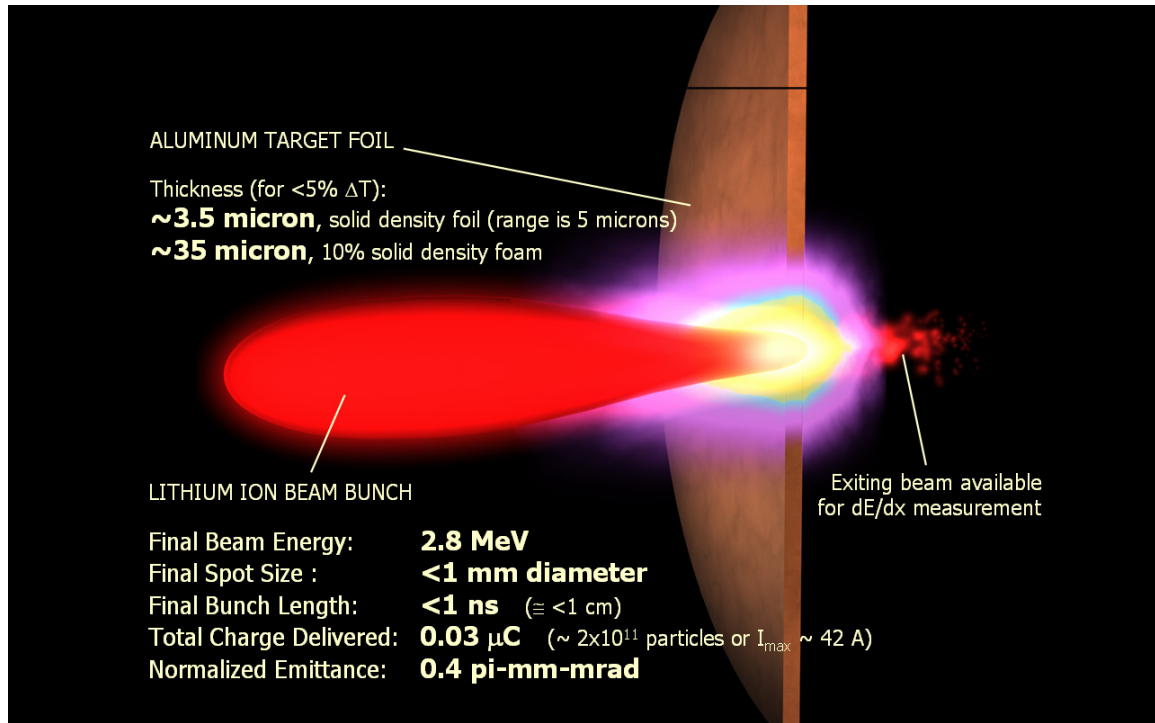 ALUMINUM TARGET FOIL
Thickness (for <5% ΔT):
~3.5 micron, solid density foil (range is 5 microns)
~35 micron, 10% solid density foam
LITHIUM ION BEAM BUNCH
Final Beam Energy: 2.8 MeV
Final Spot Size : <1 mm diameter
Final Bunch Length: <1 ns (≅ <1 cm)
Total Charge Delivered: 0.03 μC (~ 2x10¹¹ particles or I_max ~ 42 A)
Normalized Emittance: 0.4 pi-mm-mrad
Exiting beam available
for dE/dx measurement